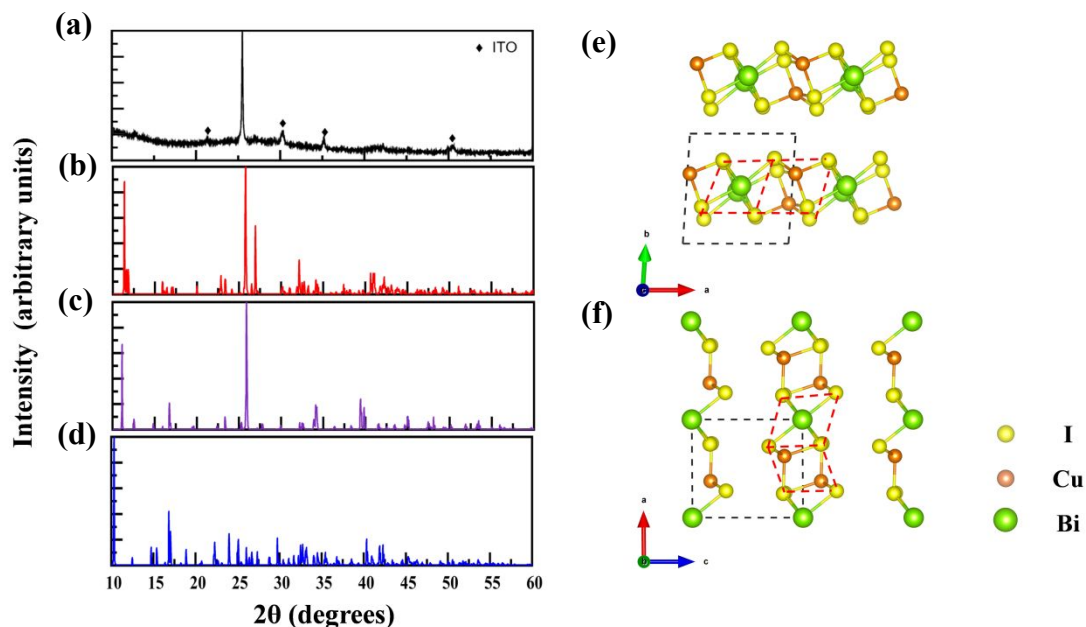 (a)
♦ ITO
(b)
(c)
(d)
Intensity (arbitrary units)
10 15 20 25 30 35 40 45 50 55 60
2θ (degrees)
(e)
b
a
(f)
a
b
c
I
Cu
Bi